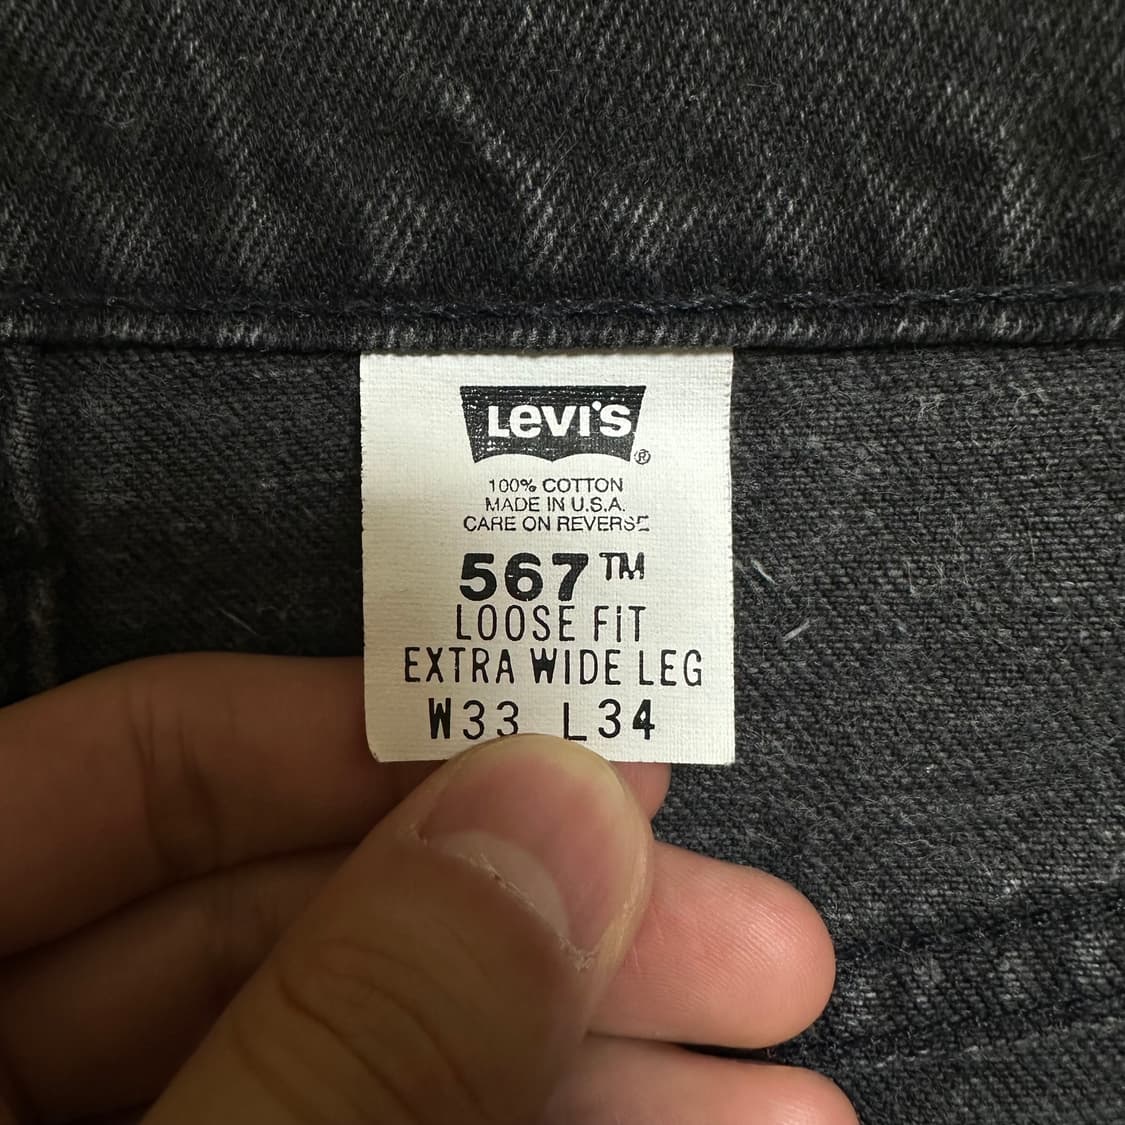 Levi's®
100% COTTON
MADE IN U.S.A.
CARE ON REVERSE
567™
LOOSE FIT
EXTRA WIDE LEG
W33 L34